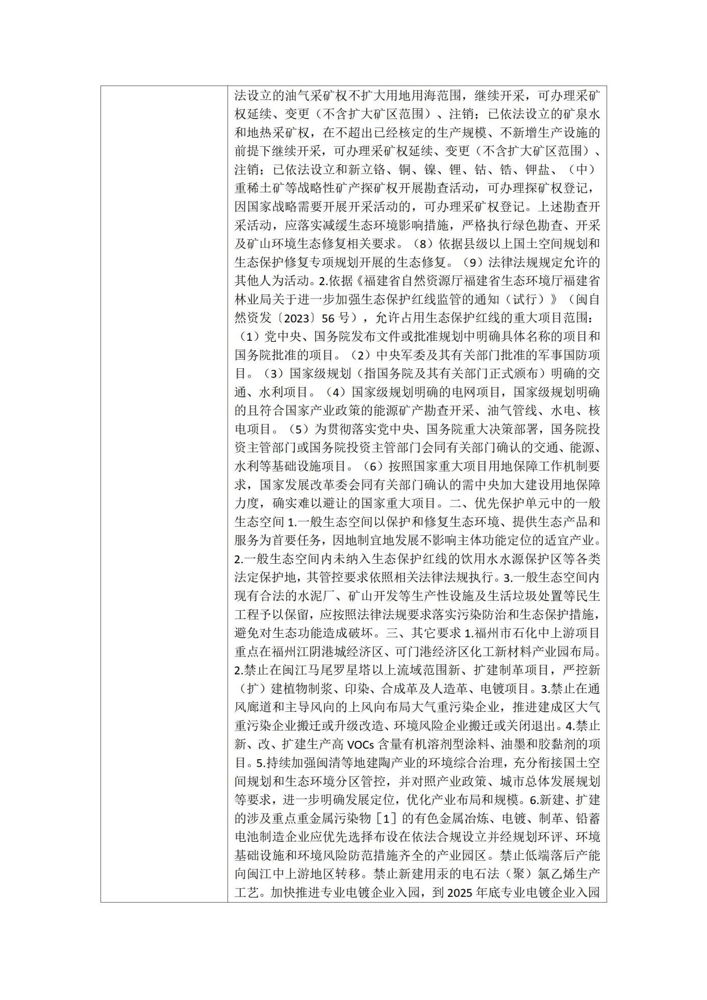 法设立的油气采矿权不扩大用地用海范围，继续开采，可办理采矿
权延续、变更（不含扩大矿区范围）、注销；已依法设立的矿泉水
和地热采矿权，在不超出已经核定的生产规模、不新增生产设施的
前提下继续开采，可办理采矿权延续、变更（不含扩大矿区范围）、
注销；已依法设立和新立铬、铜、镍、锂、钴、锆、钾盐、（中）
重稀土矿等战略性矿产探矿权开展勘查活动，可办理探矿权登记，
因国家战略需要开展开采活动的，可办理采矿权登记。上述勘查开
采活动，应落实减缓生态环境影响措施，严格执行绿色勘查、开采
及矿山环境生态修复相关要求。（8）依据县级以上国土空间规划和
生态保护修复专项规划开展的生态修复。（9）法律法规规定允许的
其他人为活动。2.依据《福建省自然资源厅福建省生态环境厅福建省
林业局关于进一步加强生态保护红线监管的通知（试行）》（闽自
然资发〔2023〕56 号），允许占用生态保护红线的重大项目范围：
（1）党中央、国务院发布文件或批准规划中明确具体名称的项目和
国务院批准的项目。（2）中央军委及其有关部门批准的军事国防项
目。（3）国家级规划（指国务院及其有关部门正式颁布）明确的交
通、水利项目。（4）国家级规划明确的电网项目，国家级规划明确
的且符合国家产业政策的能源矿产勘查开采、油气管线、水电、核
电项目。（5）为贯彻落实党中央、国务院重大决策部署，国务院投
资主管部门或国务院投资主管部门会同有关部门确认的交通、能源、
水利等基础设施项目。（6）按照国家重大项目用地保障工作机制要
求，国家发展改革委会同有关部门确认的需中央加大建设用地保障
力度，确实难以避让的国家重大项目。二、优先保护单元中的一般
生态空间 1.一般生态空间以保护和修复生态环境、提供生态产品和
服务为首要任务，因地制宜地发展不影响主体功能定位的适宜产业。
2.一般生态空间内未纳入生态保护红线的饮用水水源保护区等各类
法定保护地，其管控要求依照相关法律法规执行。3.一般生态空间内
现有合法的水泥厂、矿山开发等生产性设施及生活垃圾处置等民生
工程予以保留，应按照法律法规要求落实污染防治和生态保护措施，
避免对生态功能造成破坏。三、其它要求 1.福州市石化中上游项目
重点在福州江阴港城经济区、可门港经济区化工新材料产业园布局。
2.禁止在闽江马尾罗星塔以上流域范围新、扩建制革项目，严控新
（扩）建植物制浆、印染、合成革及人造革、电镀项目。3.禁止在通
风廊道和主导风向的上风向布局大气重污染企业，推进建成区大气
重污染企业搬迁或升级改造、环境风险企业搬迁或关闭退出。4.禁止
新、改、扩建生产高 VOCs 含量有机溶剂型涂料、油墨和胶黏剂的项
目。5.持续加强闽清等地建陶产业的环境综合治理，充分衔接国土空
间规划和生态环境分区管控，并对照产业政策、城市总体发展规划
等要求，进一步明确发展定位，优化产业布局和规模。6.新建、扩建
的涉及重点重金属污染物［1］的有色金属冶炼、电镀、制革、铅蓄
电池制造企业应优先选择布设在依法合规设立并经规划环评、环境
基础设施和环境风险防范措施齐全的产业园区。禁止低端落后产能
向闽江中上游地区转移。禁止新建用汞的电石法（聚）氯乙烯生产
工艺。加快推进专业电镀企业入园，到 2025 年底专业电镀企业入园